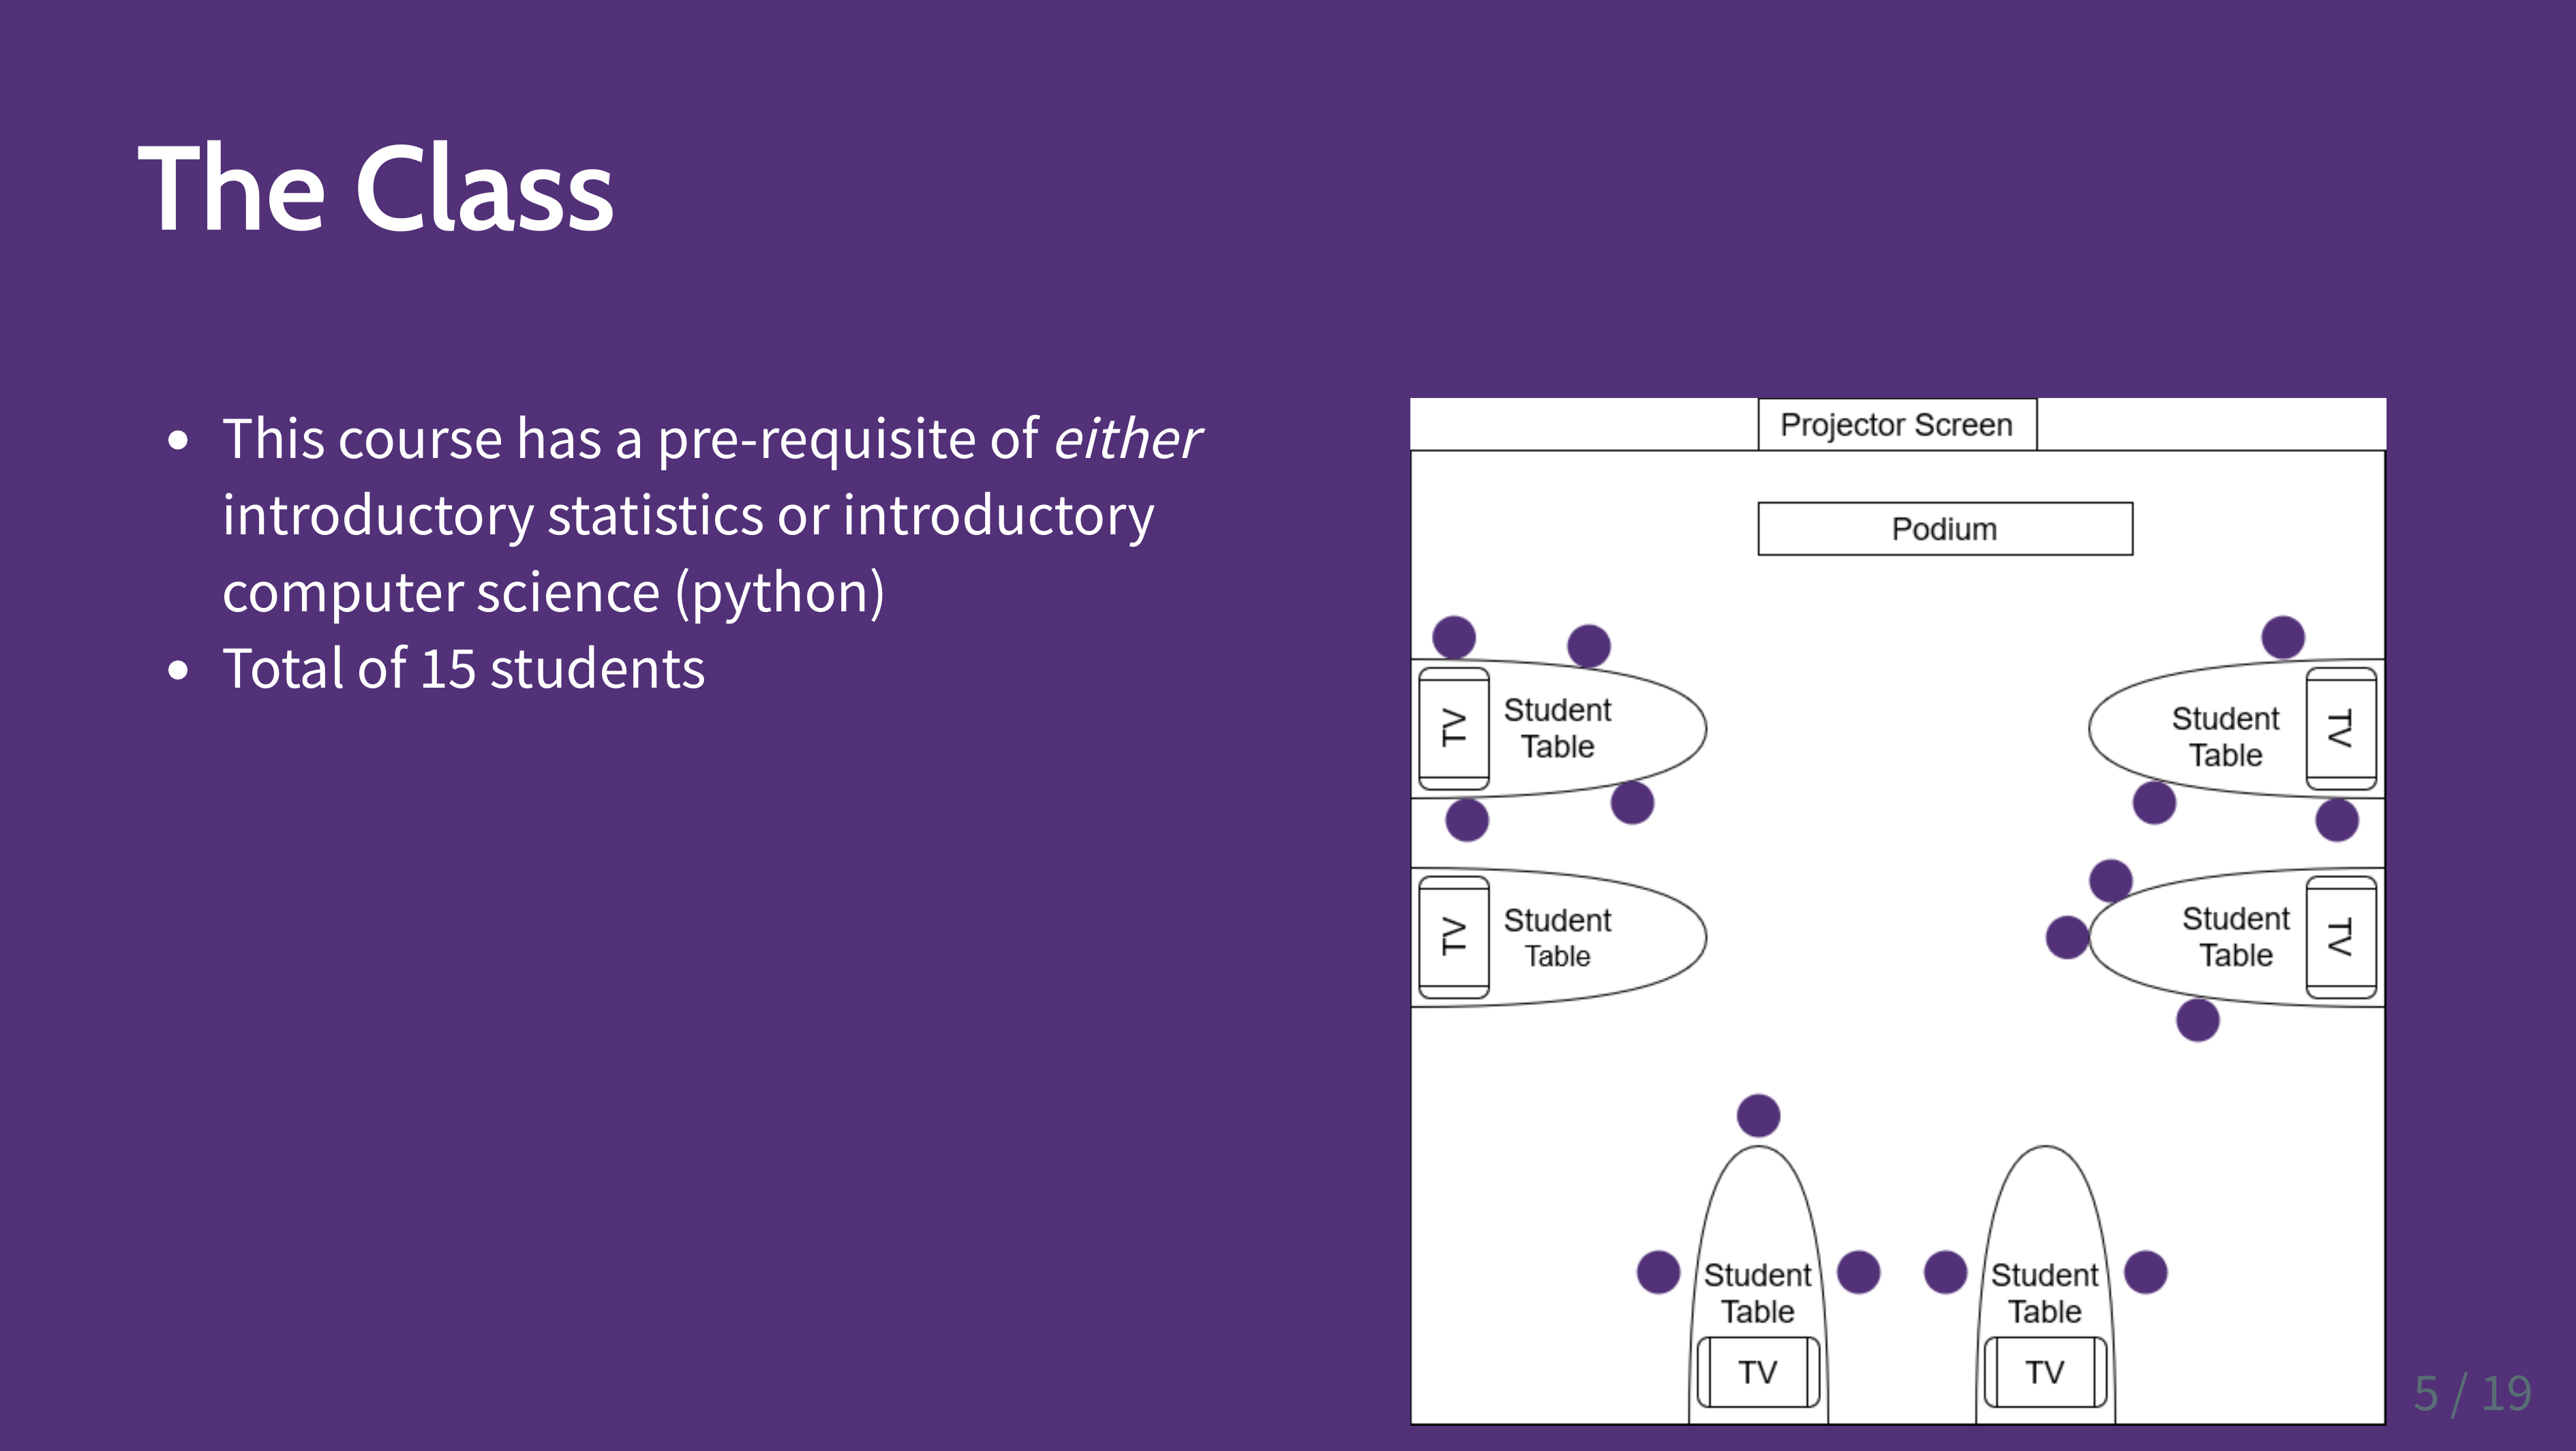 The Class
• This course has a pre-requisite of either
introductory statistics or introductory
computer science (python)
• Total of 15 students
Projector Screen
Podium
TV
Student
Table
Student
Table
TV
TV
Student
Table
Student
Table
TV
Student
Table
TV
Student
Table
TV
5 / 19